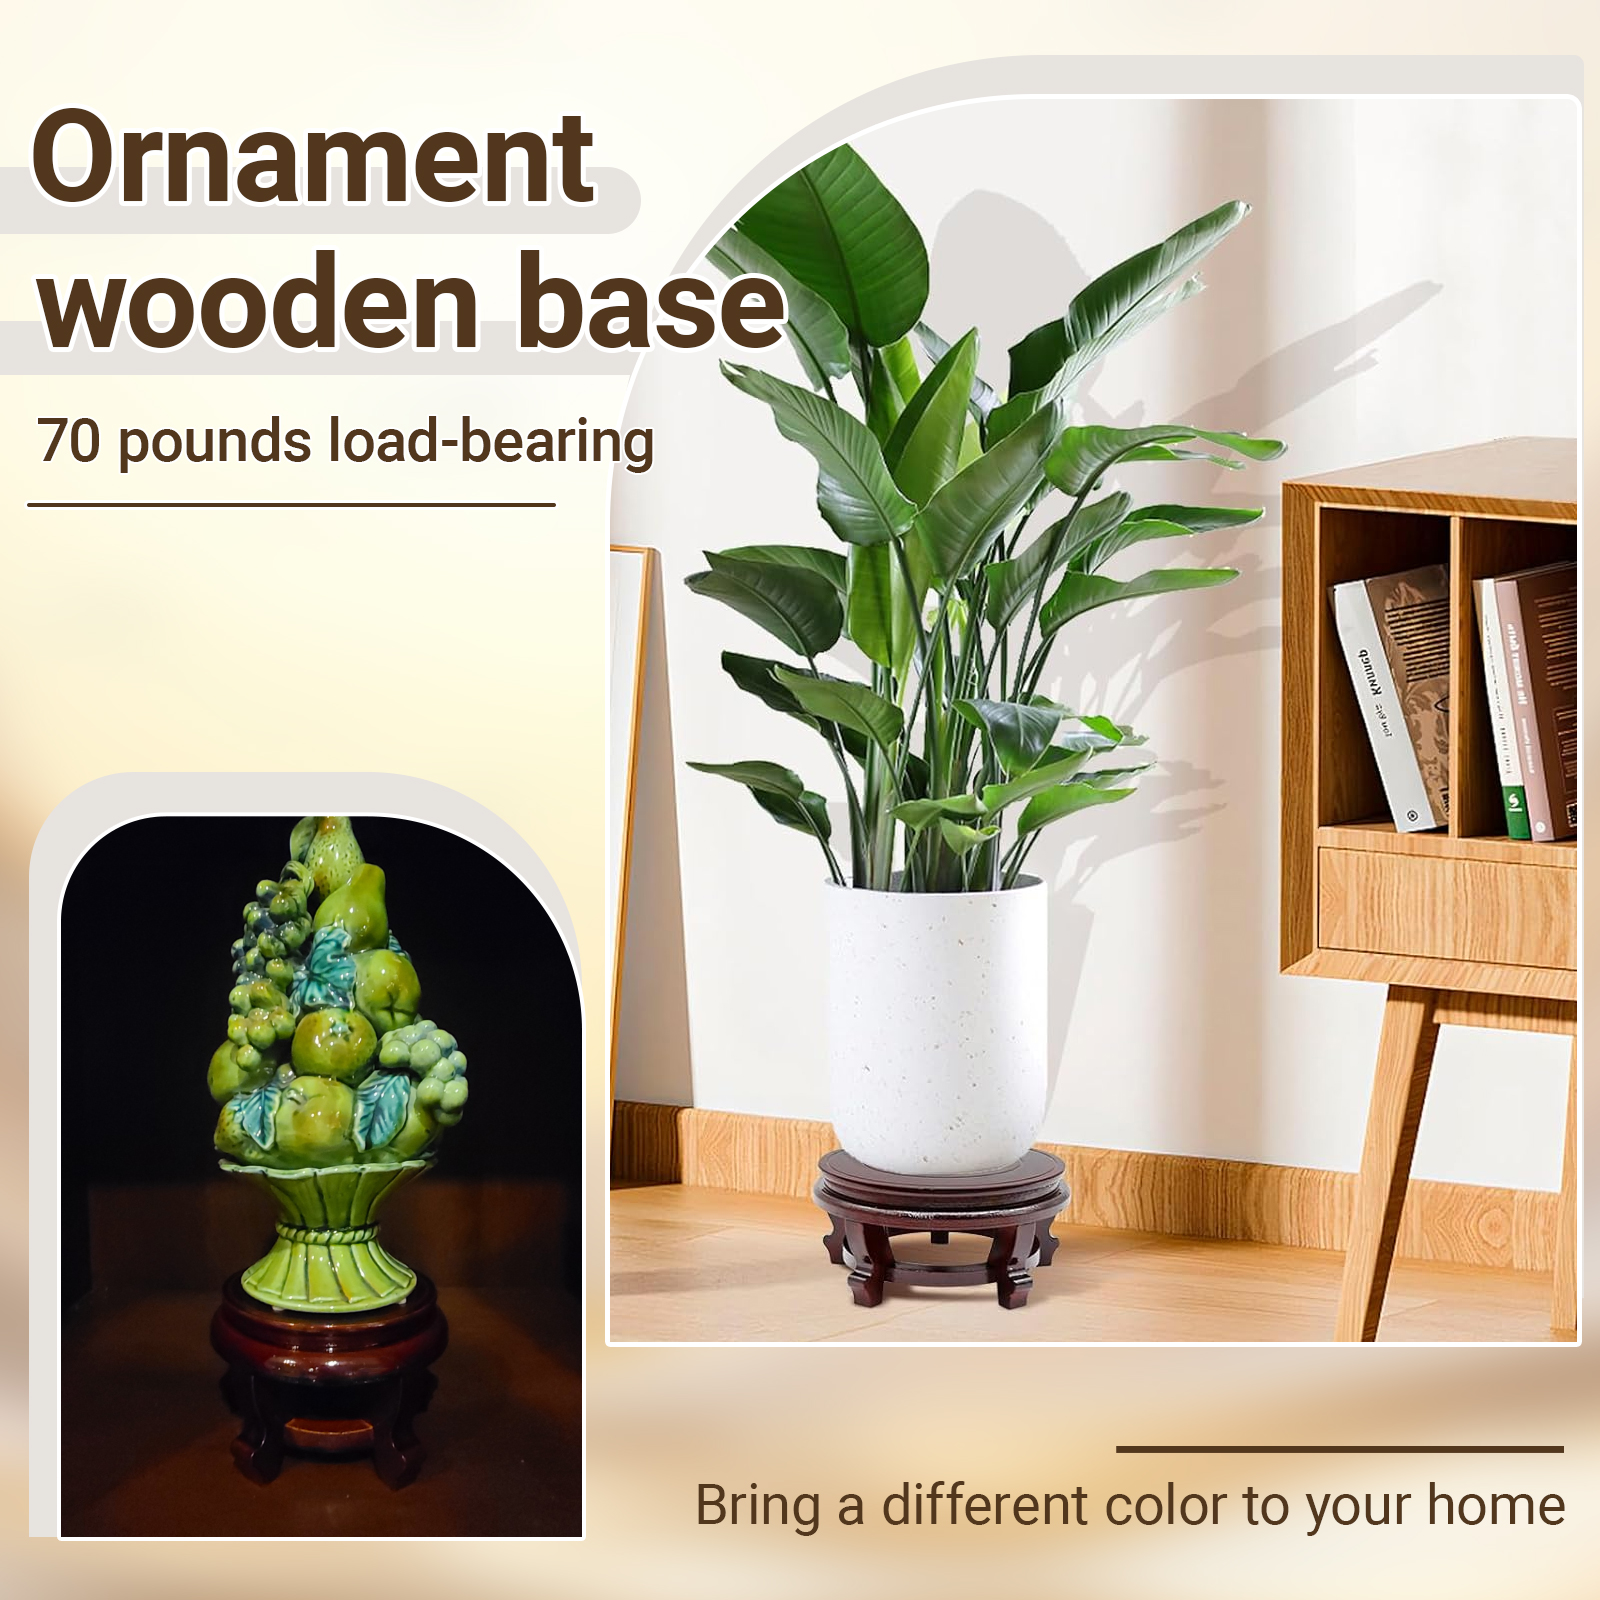 Ornament
wooden base
70 pounds load-bearing
Bring a different color to your home